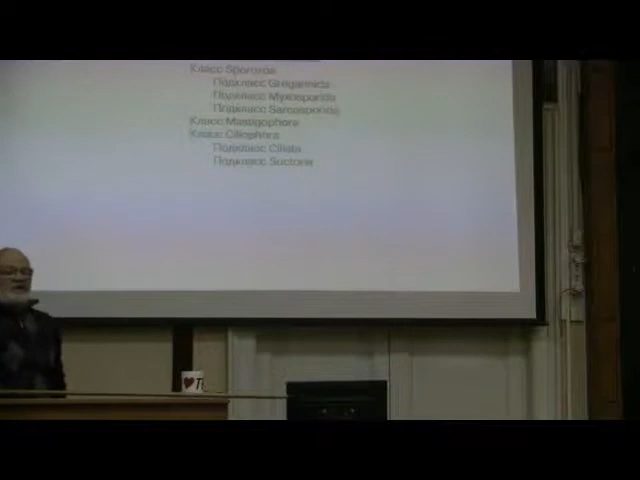 Класс Sporozoa
Подкласс Gregarinida
Подкласс Myxosporidia
Подкласс Sarcosporidia
Класс Mastigophora
Класс Ciliophora
Подкласс Ciliata
Подкласс Suctoria